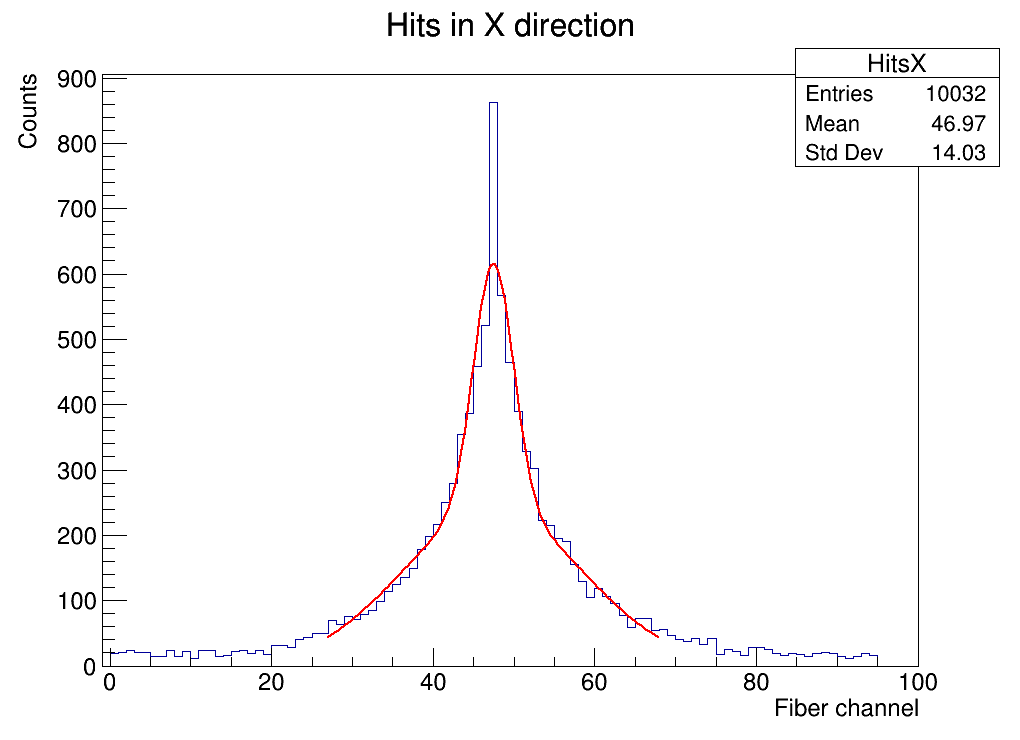 Hits in X direction
HitsX
Entries 10032
Mean 46.97
Std Dev 14.03
Counts
900
800
700
600
500
400
300
200
100
0
0 20 40 60 80 100
Fiber channel